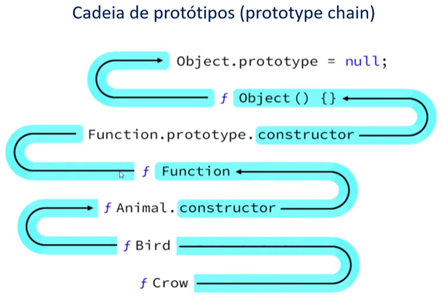 Cadeia de protótipos (prototype chain)
Object.prototype = null;
f Object() {}
Function.prototype.constructor
f Function
f Animal.constructor
f Bird
f Crow